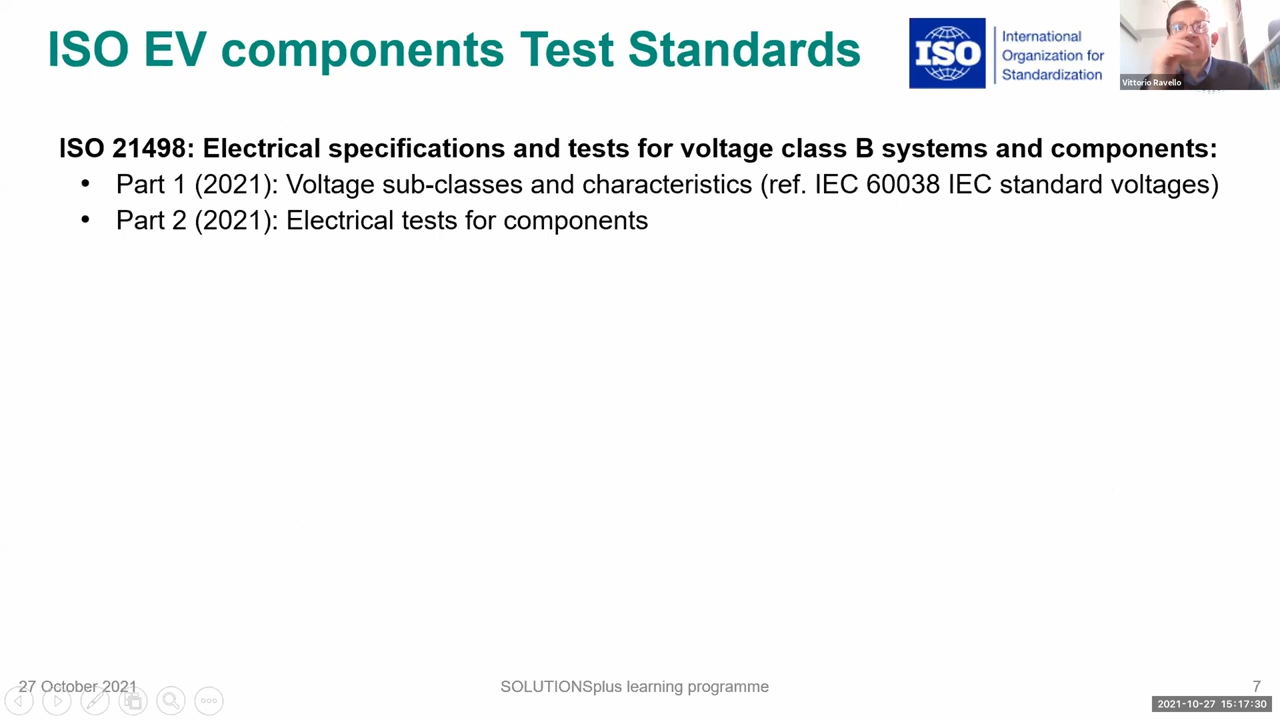 ISO EV components Test Standards
ISO
International
Organization for
Standardization
Vittorio Ravello
ISO 21498: Electrical specifications and tests for voltage class B systems and components:
• Part 1 (2021): Voltage sub-classes and characteristics (ref. IEC 60038 IEC standard voltages)
• Part 2 (2021): Electrical tests for components
27 October 2021
SOLUTIONSplus learning programme
7
2021-10-27 15:17:30